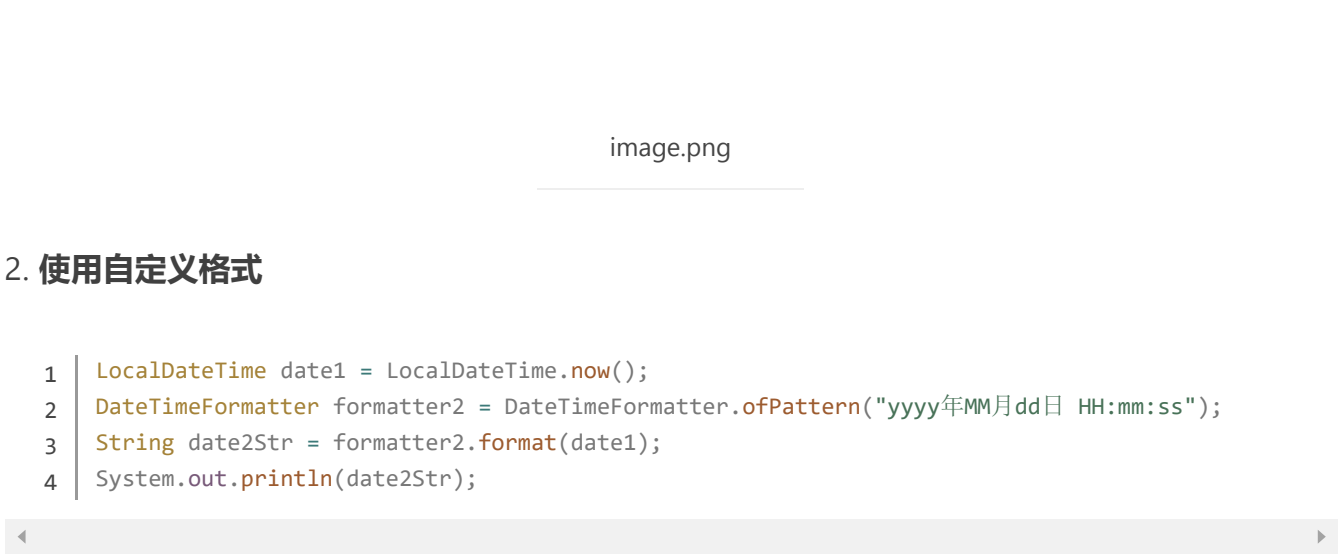 image.png
2. 使用自定义格式
1 LocalDateTime date1 = LocalDateTime.now();
2 DateTimeFormatter formatter2 = DateTimeFormatter.ofPattern("yyyy年MM月dd日 HH:mm:ss");
3 String date2Str = formatter2.format(date1);
4 System.out.println(date2Str);